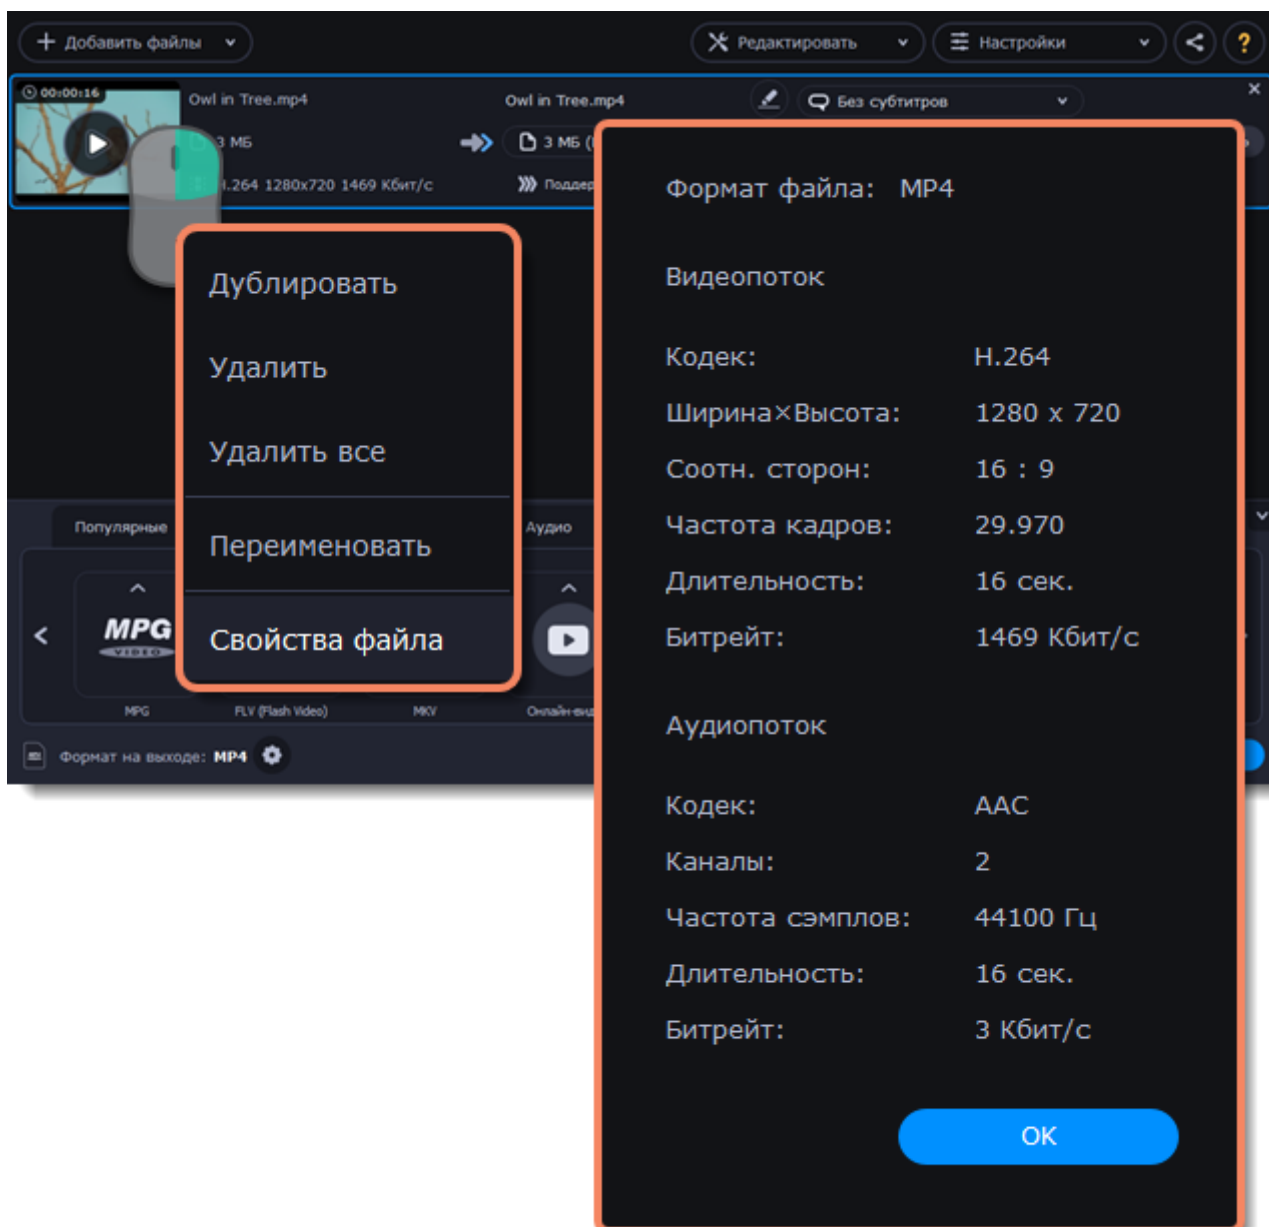 Добавить файлы
Редактировать
Настройки
?
00:00:16
Owl in Tree.mp4
Owl in Tree.mp4
Без субтитров
3 МБ
3 МБ (
H.264 1280x720 1469 Кбит/с
Поддер
Дублировать
Удалить
Удалить все
Переименовать
Свойства файла
Популярные
Аудио
MPG
VIDEO
MPG
FLV (Flash Video)
MKV
Онлайн-вид
Формат на выходе: MP4
Формат файла: MP4
Видеопоток
Кодек: H.264
Ширина×Высота: 1280 x 720
Соотн. сторон: 16 : 9
Частота кадров: 29.970
Длительность: 16 сек.
Битрейт: 1469 Кбит/с
Аудиопоток
Кодек: AAC
Каналы: 2
Частота сэмплов: 44100 Гц
Длительность: 16 сек.
Битрейт: 3 Кбит/с
OK